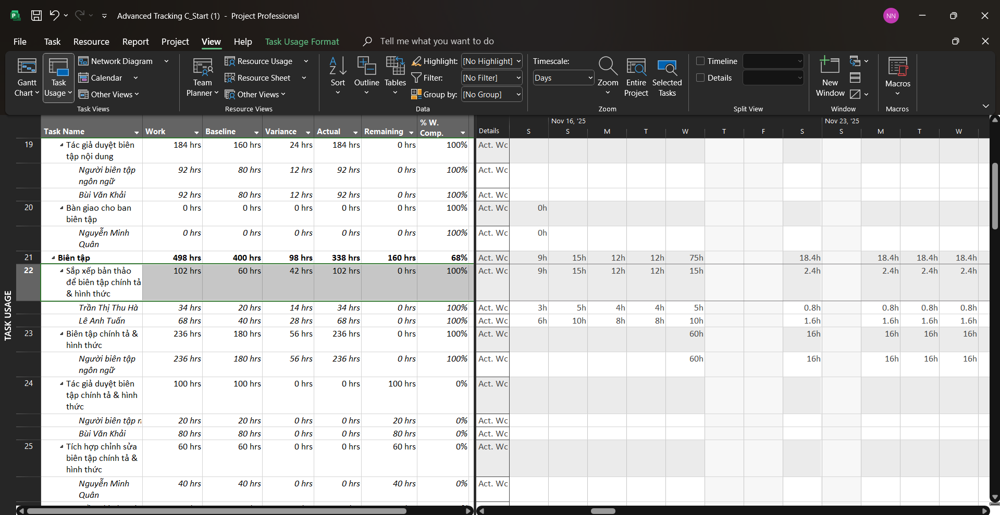 Advanced Tracking C_Start (1) - Project Professional
NN
File Task Resource Report Project View Help Task Usage Format Tell me what you want to do
Gantt Chart
Task Usage
Network Diagram
Calendar
Other Views
Task Views
Team Planner
Resource Usage
Resource Sheet
Other Views
Resource Views
Sort
Outline
Tables
Highlight: [No Highlight]
Filter: [No Filter]
Group by: [No Group]
Data
Timescale:
Days
Zoom
Entire Project
Selected Tasks
Zoom
Timeline
Details
Split View
New Window
Window
Macros
Macros
TASK USAGE
Task Name Work Baseline Variance Actual Remaining % W. Comp. Details
Nov 16, '25 Nov 23, '25
S S M T W T F S S M T W
19 Tác giả duyệt biên 184 hrs 160 hrs 24 hrs 184 hrs 0 hrs 100% Act. Wc
tập nội dung
Người biên tập 92 hrs 80 hrs 12 hrs 92 hrs 0 hrs 100% Act. Wc
ngôn ngữ
Bùi Văn Khải 92 hrs 80 hrs 12 hrs 92 hrs 0 hrs 100% Act. Wc
20 Bàn giao cho ban 0 hrs 0 hrs 0 hrs 0 hrs 0 hrs 100% Act. Wc 0h
biên tập
Nguyễn Minh 0 hrs 0 hrs 0 hrs 0 hrs 0 hrs 100% Act. Wc 0h
Quân
21 Biên tập 498 hrs 400 hrs 98 hrs 338 hrs 160 hrs 68% Act. Wc 9h 15h 12h 12h 75h 18.4h 18.4h 18.4h 18.4h
22 Sắp xếp bản thảo 102 hrs 60 hrs 42 hrs 102 hrs 0 hrs 100% Act. Wc 9h 15h 12h 12h 15h 2.4h 2.4h 2.4h 2.4h
để biên tập chính tả
& hình thức
Trần Thị Thu Hà 34 hrs 20 hrs 14 hrs 34 hrs 0 hrs 100% Act. Wc 3h 5h 4h 4h 5h 0.8h 0.8h 0.8h 0.8h
Lê Anh Tuấn 68 hrs 40 hrs 28 hrs 68 hrs 0 hrs 100% Act. Wc 6h 10h 8h 8h 10h 1.6h 1.6h 1.6h 1.6h
23 Biên tập chính tả & 236 hrs 180 hrs 56 hrs 236 hrs 0 hrs 100% Act. Wc 60h 16h 16h 16h 16h
hình thức
Người biên tập 236 hrs 180 hrs 56 hrs 236 hrs 0 hrs 100% Act. Wc 60h 16h 16h 16h 16h
ngôn ngữ
24 Tác giả duyệt biên 100 hrs 100 hrs 0 hrs 0 hrs 100 hrs 0% Act. Wc
tập chính tả & hình
thức
Người biên tập n 20 hrs 20 hrs 0 hrs 0 hrs 20 hrs 0% Act. Wc
Bùi Văn Khải 80 hrs 80 hrs 0 hrs 0 hrs 80 hrs 0% Act. Wc
25 Tích hợp chỉnh sửa 60 hrs 60 hrs 0 hrs 0 hrs 60 hrs 0% Act. Wc
biên tập chính tả &
hình thức
Nguyễn Minh 40 hrs 40 hrs 0 hrs 0 hrs 40 hrs 0% Act. Wc
Quân